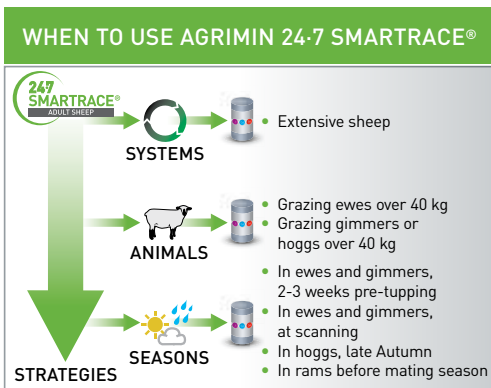 WHEN TO USE AGRIMIN 24·7 SMARTRACE®
247
SMARTRACE®
ADULT SHEEP
SYSTEMS
• Extensive sheep
ANIMALS
• Grazing ewes over 40 kg
• Grazing gimmers or
hoggs over 40 kg
SEASONS
• In ewes and gimmers,
2-3 weeks pre-tupping
• In ewes and gimmers,
at scanning
• In hoggs, late Autumn
• In rams before mating season
STRATEGIES